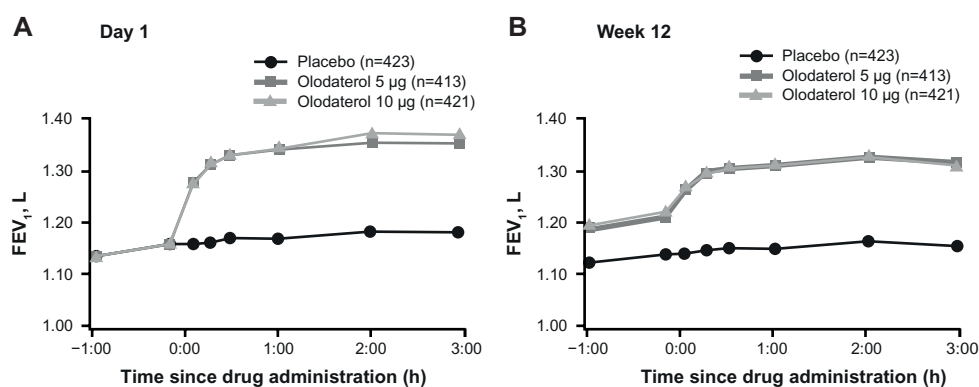 A Day 1
Placebo (n=423)
Olodaterol 5 µg (n=413)
Olodaterol 10 µg (n=421)
1.40
1.30
1.20
1.10
1.00
FEV1, L
−1:00 0:00 1:00 2:00 3:00
Time since drug administration (h)
B Week 12
Placebo (n=423)
Olodaterol 5 µg (n=413)
Olodaterol 10 µg (n=421)
1.40
1.30
1.20
1.10
1.00
FEV1, L
−1:00 0:00 1:00 2:00 3:00
Time since drug administration (h)